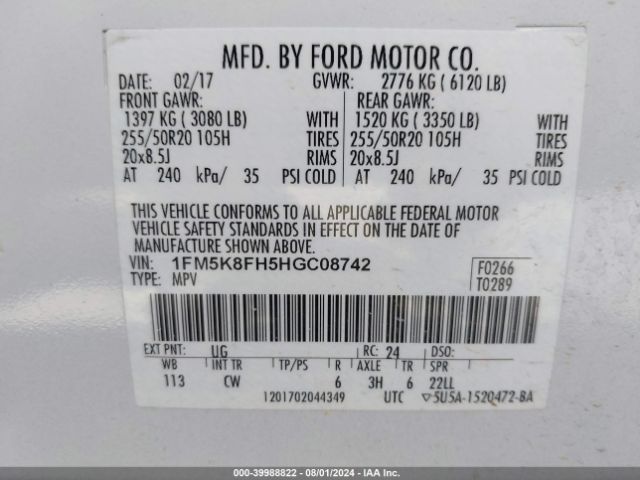 MFD. BY FORD MOTOR CO.
DATE: 02/17 GVWR: 2776 KG ( 6120 LB)
FRONT GAWR: REAR GAWR:
1397 KG ( 3080 LB) WITH 1520 KG ( 3350 LB) WITH
255/50R20 105H TIRES 255/50R20 105H TIRES
20x8.5J RIMS 20x8.5J RIMS
AT 240 kPa/ 35 PSI COLD AT 240 kPa/ 35 PSI COLD
THIS VEHICLE CONFORMS TO ALL APPLICABLE FEDERAL MOTOR
VEHICLE SAFETY STANDARDS IN EFFECT ON THE DATE OF
MANUFACTURE SHOWN ABOVE.
VIN: 1FM5K8FH5HGC08742 F0266
TYPE: MPV T0289
EXT PNT: UG RC: 24 DSO:
WB INT TR TP/PS R AXLE TR SPR
113 CW 6 3H 6 22LL
1201702044349 UTC ▽5U5A-1520472-BA
000-39988822 - 08/01/2024 - IAAI.COM